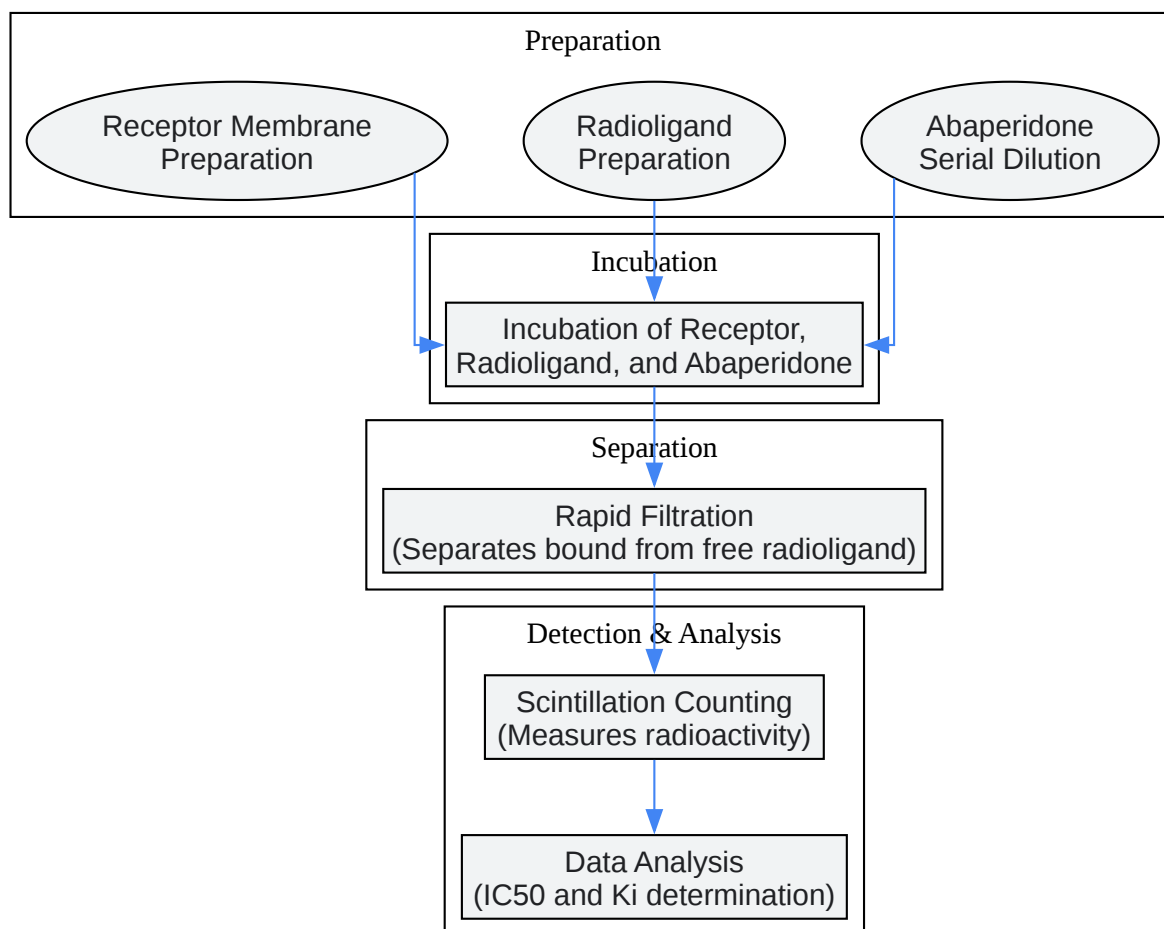 Preparation
Receptor Membrane
Preparation
Radioligand
Preparation
Abaperidone
Serial Dilution
Incubation
Incubation of Receptor,
Radioligand, and Abaperidone
Separation
Rapid Filtration
(Separates bound from free radioligand)
Detection & Analysis
Scintillation Counting
(Measures radioactivity)
Data Analysis
(IC50 and Ki determination)